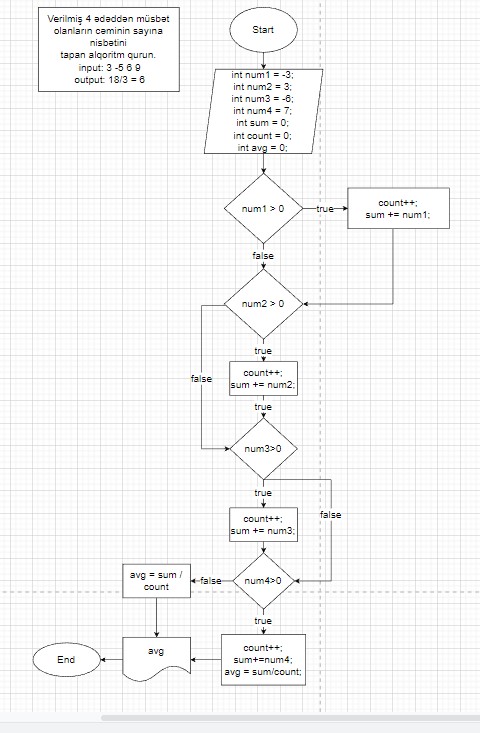 Verilmiş 4 ədəddən müsbət
olanların cəminin sayına
nisbətini
tapan alqoritm qurun.
input: 3 -5 6 9
output: 18/3 = 6
Start
int num1 = -3;
int num2 = 3;
int num3 = -6;
int num4 = 7;
int sum = 0;
int count = 0;
int avg = 0;
num1 > 0
true
count++;
sum += num1;
false
num2 > 0
true
false
count++;
sum += num2;
true
num3>0
true
false
count++;
sum += num3;
num4>0
false
avg = sum /
count
true
count++;
sum+=num4;
avg = sum/count;
avg
End